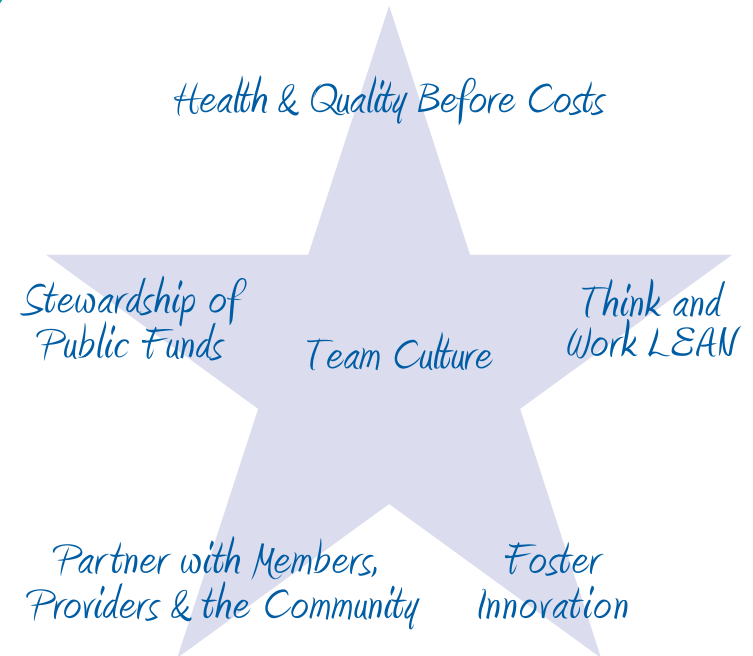 Health & Quality Before Costs
Stewardship of
Public Funds
Team Culture
Think and
Work LEAN
Partner with Members,
Providers & the Community
Foster
Innovation